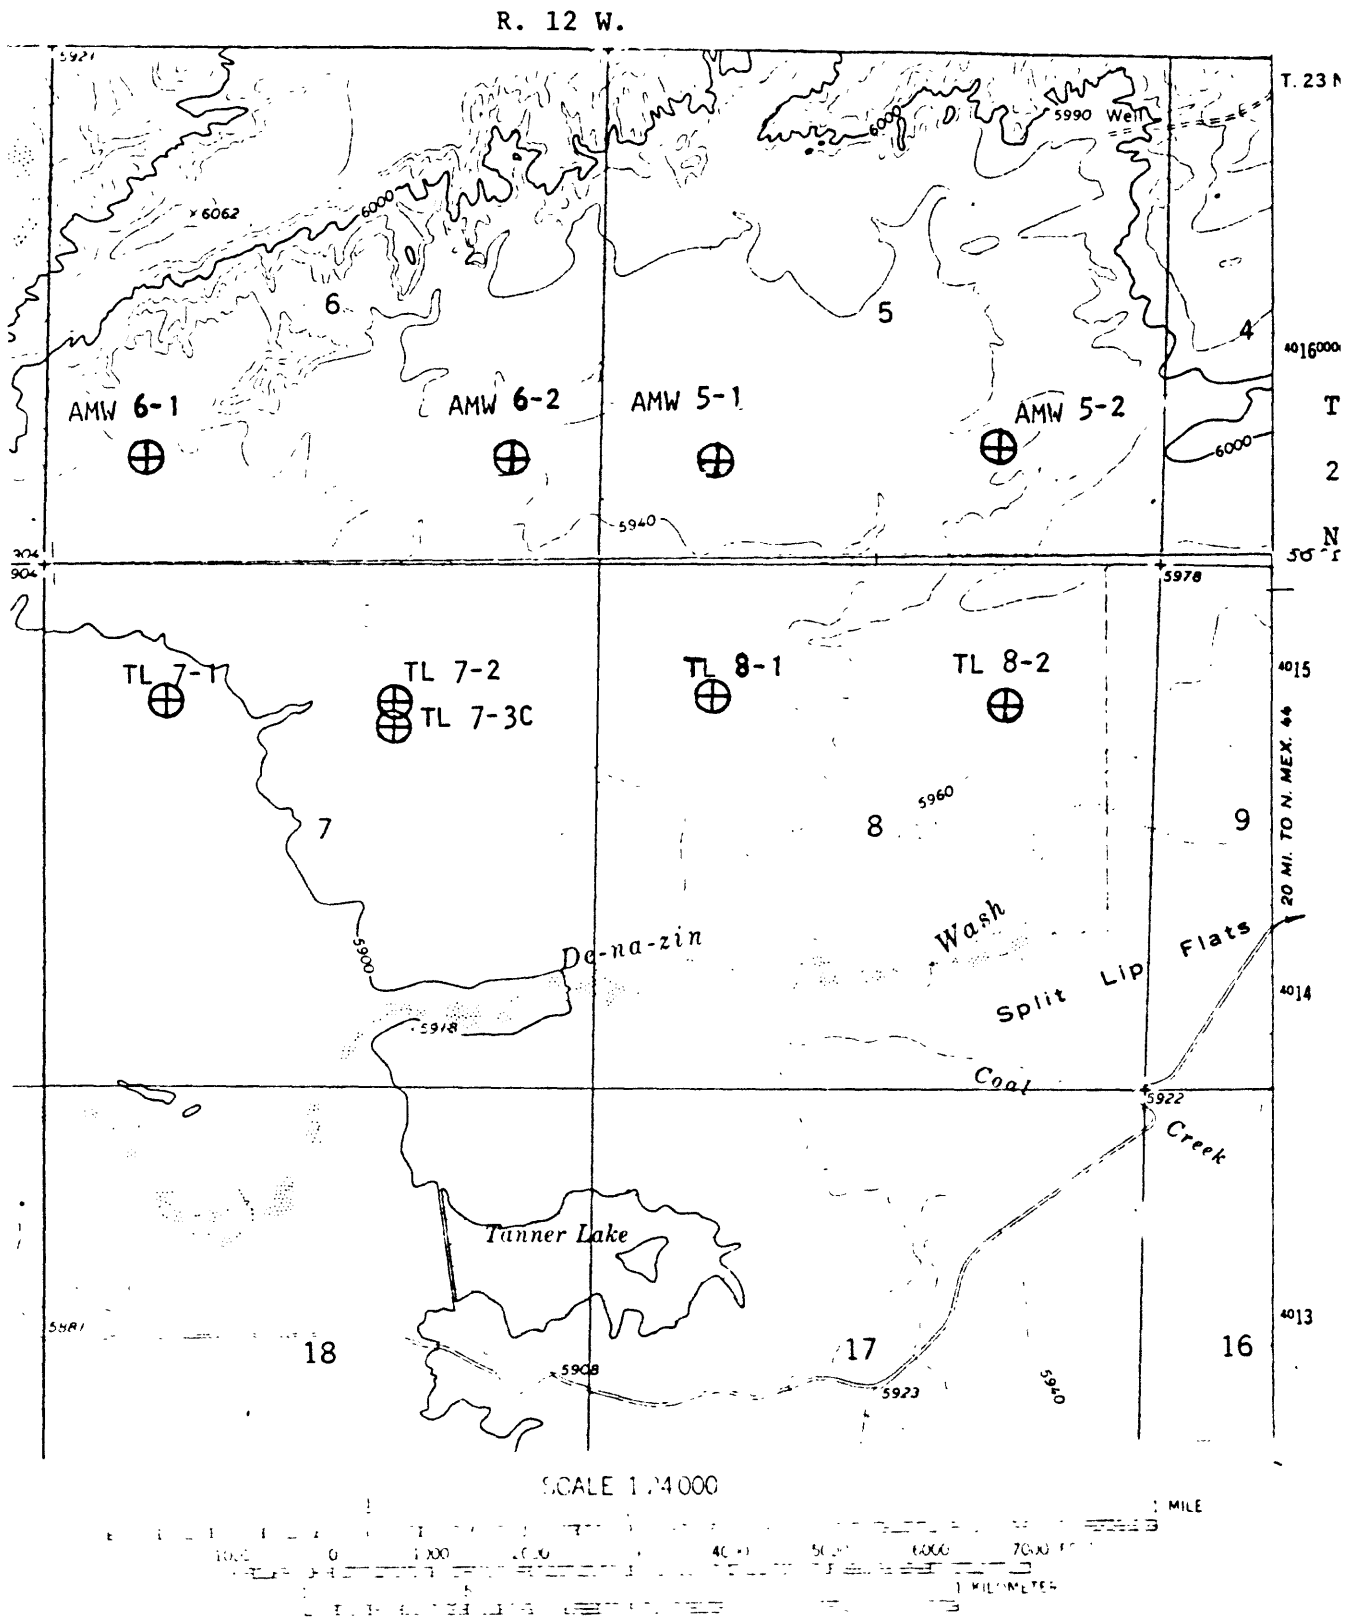 R. 12 W.
5921
T. 23 N
6000
5990 Well
6062
6000
6
5
4
4016000
AMW 6-1
AMW 6-2
AMW 5-1
AMW 5-2
T
6000
2
5940
N
904
5978
TL 7-1
TL 7-2
TL 8-1
TL 8-2
4015
TL 7-3C
20 MI. TO N. MEX. 44
5960
7
8
9
De-na-zin
Wash
5900
Split Lip Flats
4014
5918
Coal
5922
Creek
Tanner Lake
5881
4013
18
17
16
5908
5923
5940
SCALE 1:24000
1 MILE
0
1000
6000
7000
1 KILOMETER